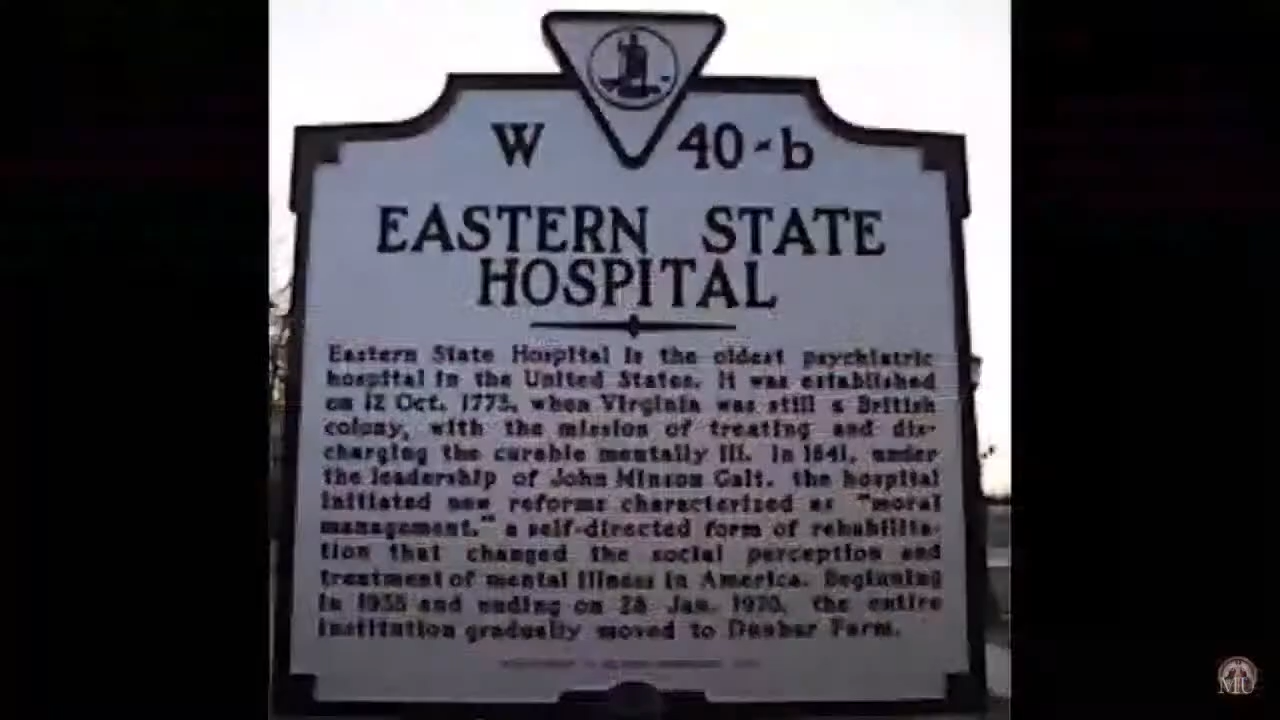 W 40-b
EASTERN STATE
HOSPITAL
Eastern State Hospital is the oldest psychiatric
hospital in the United States. It was established
on 12 Oct. 1773, when Virginia was still a British
colony, with the mission of treating and dis-
charging the curable mentally ill. In 1841, under
the leadership of John Minson Galt, the hospital
initiated new reforms characterized as "moral
management," a self-directed form of rehabilita-
tion that changed the social perception and
treatment of mental illness in America. Beginning
in 1935 and ending on Jan. 1970, the entire
institution gradually moved to Dunbar Farm.
MU